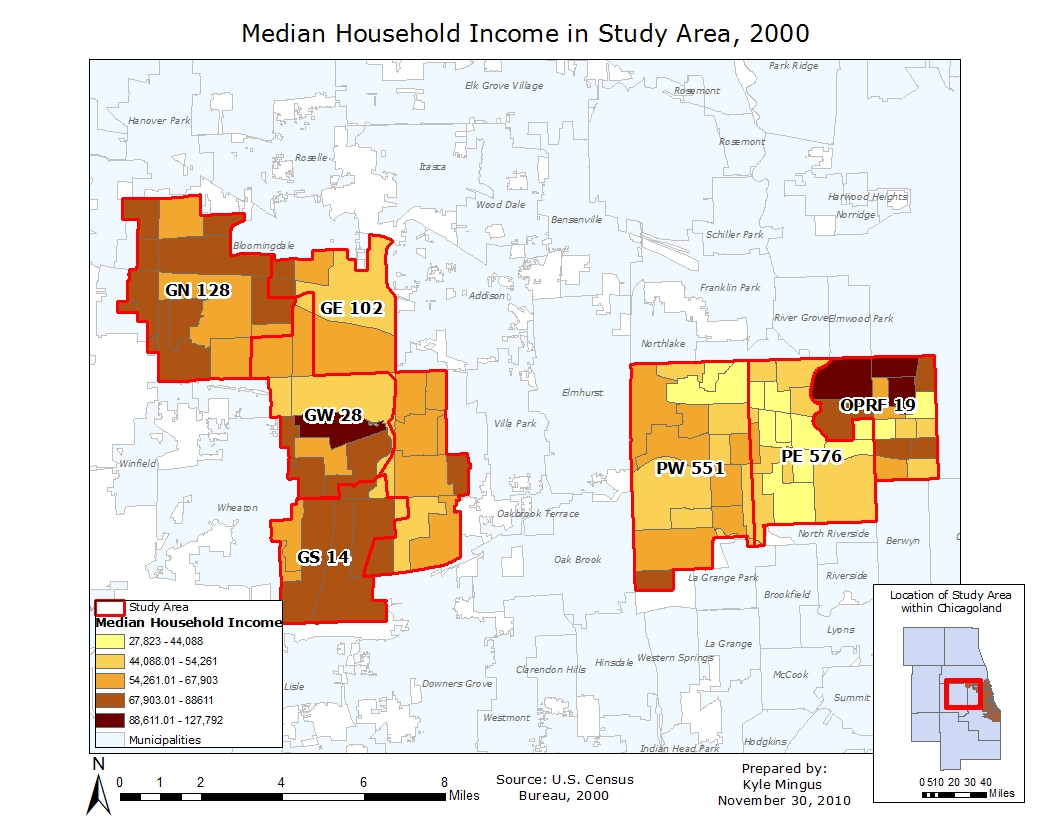 Median Household Income in Study Area, 2000
Park Ridge
Elk Grove Village
Rosemont
Hanover Park
Rosemont
Roselle
Itasca
Harwood Heights
Wood Dale
Norridge
Bensenville
Schiller Park
Bloomingdale
GN 128
Franklin Park
Addison
GE 102
River Grove
Elmwood Park
Northlake
Elmhurst
OPRF 19
GW 28
Villa Park
PE 576
Winfield
PW 551
Wheaton
Oakbrook Terrace
North Riverside
Berwyn
GS 14
Oak Brook
La Grange Park
Riverside
Brookfield
Lyons
La Grange
Western Springs
Hinsdale
Clarendon Hills
McCook
Lisle
Downers Grove
Summit
Westmont
Hodgkins
Indian Head Park
Study Area
Median Household Income
27,823 - 44,088
44,088.01 - 54,261
54,261.01 - 67,903
67,903.01 - 88611
88,611.01 - 127,792
Municipalities
Location of Study Area
within Chicagoland
0 5 10 20 30 40
Miles
N
0 1 2 4 6 8
Miles
Source: U.S. Census
Bureau, 2000
Prepared by:
Kyle Mingus
November 30, 2010